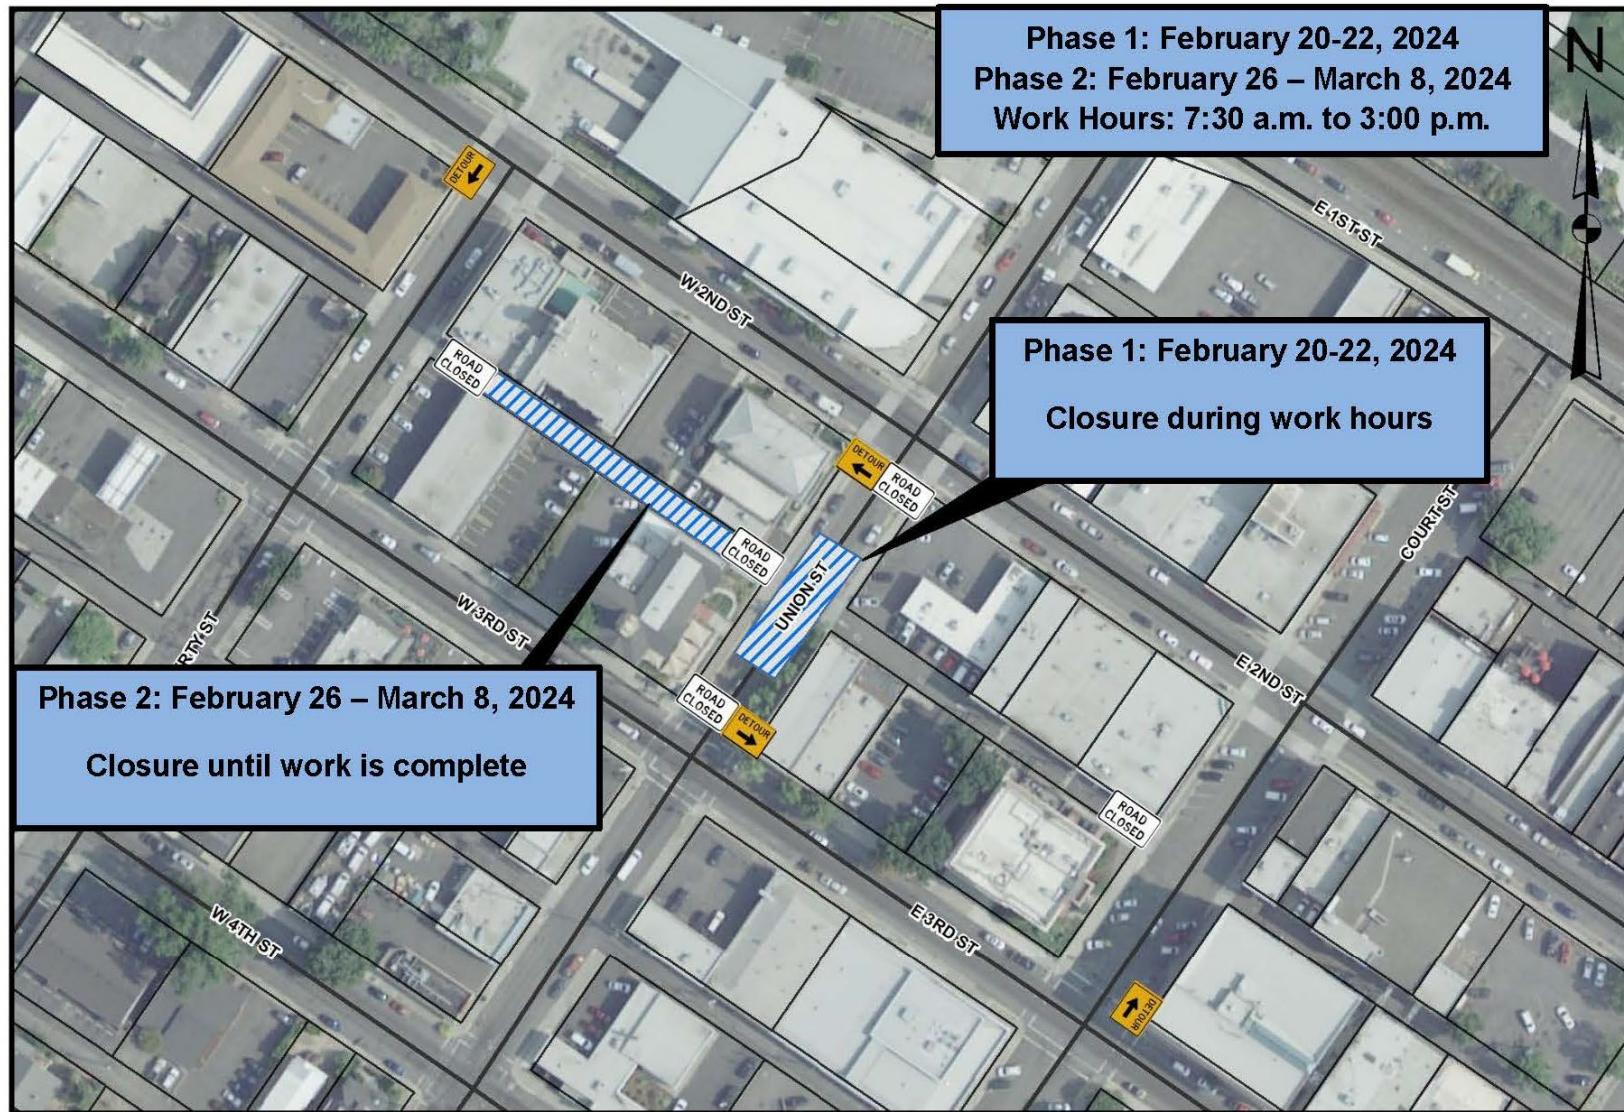 Phase 1: February 20-22, 2024
Phase 2: February 26 – March 8, 2024
Work Hours: 7:30 a.m. to 3:00 p.m.
N
DETOUR
E 1ST ST
W 2ND ST
Phase 1: February 20-22, 2024
Closure during work hours
ROAD
CLOSED
DETOUR
ROAD
CLOSED
COURT ST
ROAD
CLOSED
UNION ST
W 3RD ST
RTY ST
E 2ND ST
Phase 2: February 26 – March 8, 2024
Closure until work is complete
ROAD
CLOSED
DETOUR
ROAD
CLOSED
W 4TH ST
E 3RD ST
DETOUR